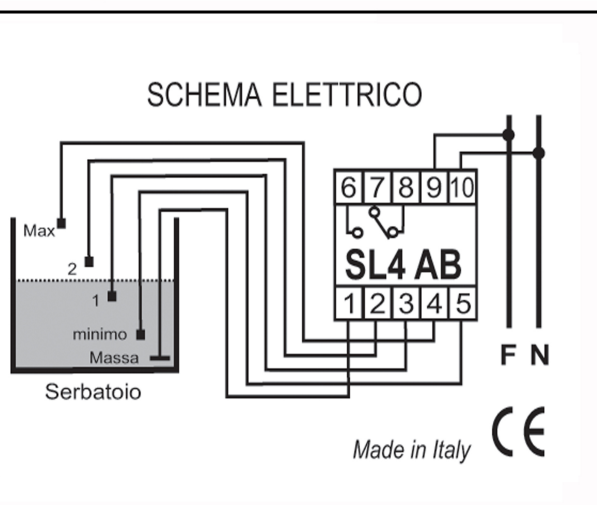 SCHEMA ELETTRICO
6 7 8 9 10
Max
SL4 AB
2
1
1 2 3 4 5
minimo
Massa
F N
Serbatoio
Made in Italy CE